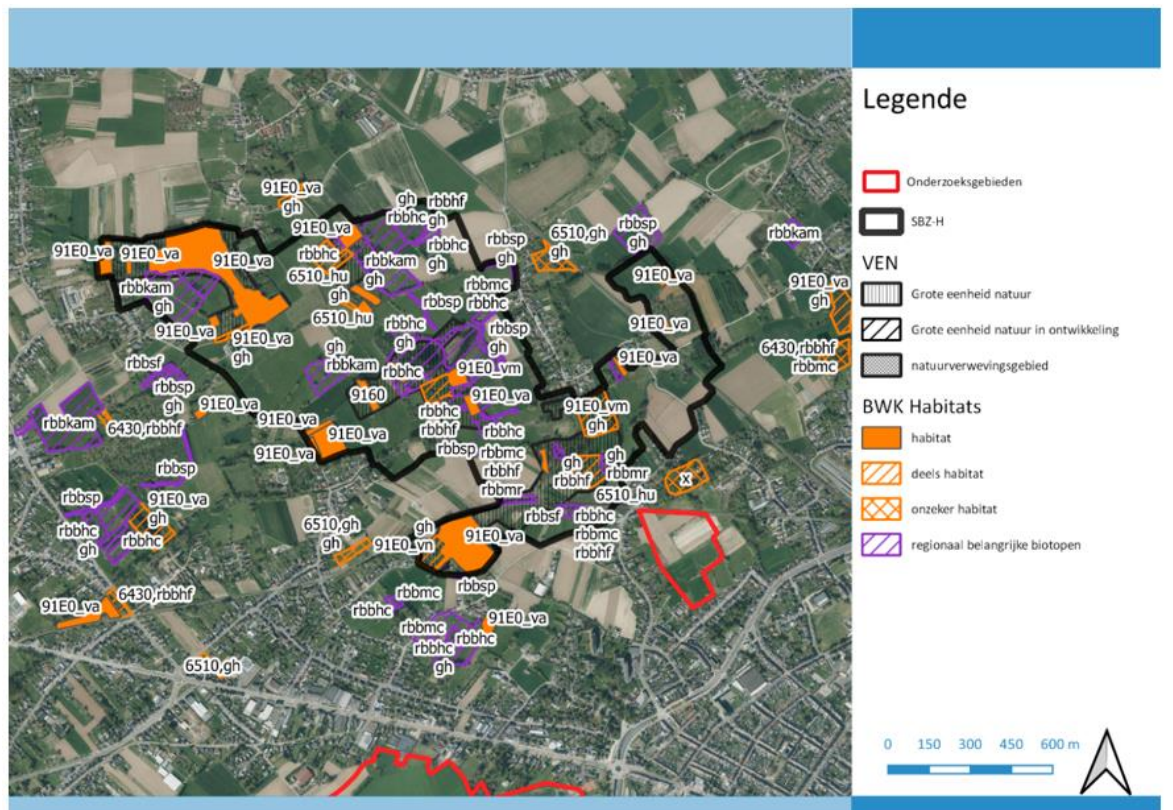 Legende
Onderzoeksgebieden
SBZ-H
VEN
Grote eenheid natuur
Grote eenheid natuur in ontwikkeling
natuurverwevingsgebied
BWK Habitats
habitat
deels habitat
onzeker habitat
regionaal belangrijke biotopen
0 150 300 450 600 m
91E0_va
gh
gh
rbbhf
rbbhc
gh
91E0_va
91E0_va
91E0_va
91E0_va
rbbhc
rbbkam
gh
6510_hu
gh
6510_hu
rbbhc
gh
rbbsp
gh
6510,gh
gh
rbbsp
gh
rbbkam
rbbkam
gh
91E0_va
91E0_va
gh
rbbsp
rbbmc
rbbhc
91E0_va
91E0_va
91E0_va
gh
rbbsf
rbbsp
gh
gh
rbbkam
rbbhc
gh
rbbhc
rbbsp
gh
91E0_vm
91E0_va
6430,rbbhf
rbbmc
rbbkam
6430,rbbhf
91E0_va
91E0_va
9160
91E0_va
rbbhc
rbbhf
rbbsp
91E0_va
rbbhc
91E0_vm
gh
91E0_va
rbbsp
rbbmc
rbbhf
rbbmr
gh
rbbhf
gh
rbbmr
6510_hu
x
rbbsp
rbbhc
gh
91E0_va
gh
rbbhc
6510,gh
gh
91E0_vn
gh
91E0_va
rbbsf
rbbhc
rbbmc
rbbhf
rbbsp
91E0_va
6430,rbbhf
rbbmc
rbbhc
rbbmc
rbbhc
gh
rbbhc
91E0_va
6510,gh